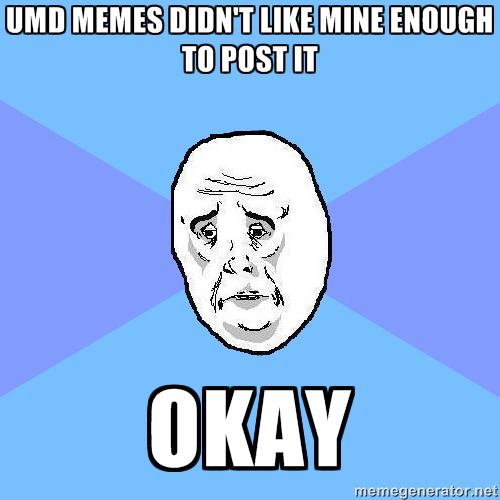 UMD MEMES DIDN'T LIKE MINE ENOUGH
TO POST IT
OKAY
memegenerator.net